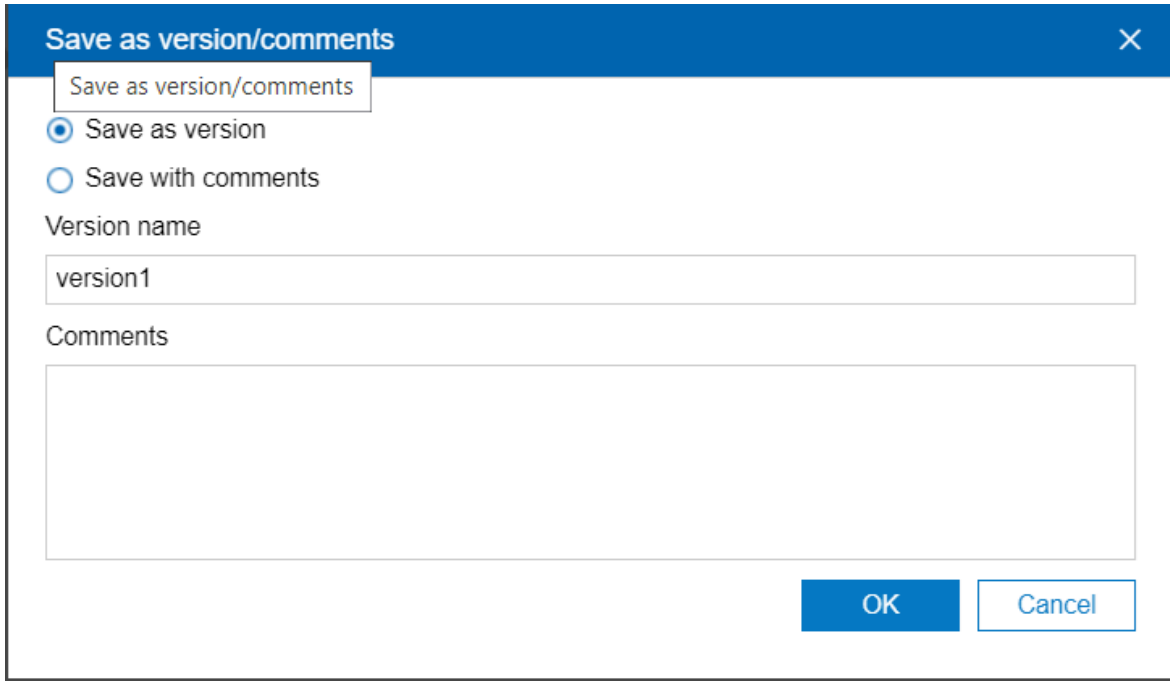 Save as version/comments
Save as version/comments
Save as version
Save with comments
Version name
version1
Comments
OK
Cancel